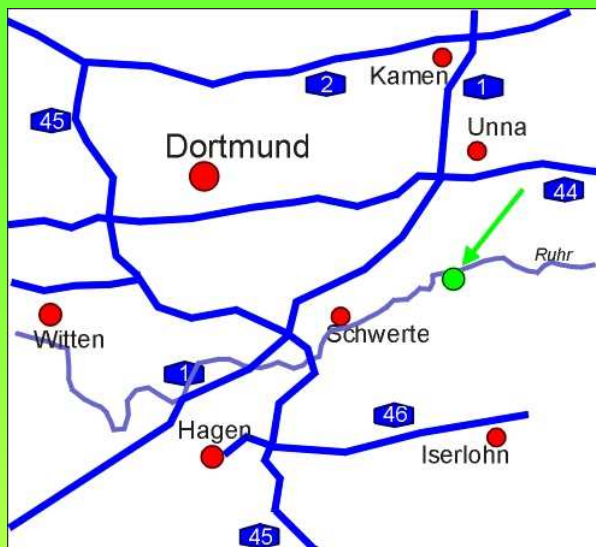 Kamen
2
1
45
Unna
Dortmund
44
Ruhr
Witten
Schwerte
1
46
Hagen
Iserlohn
45